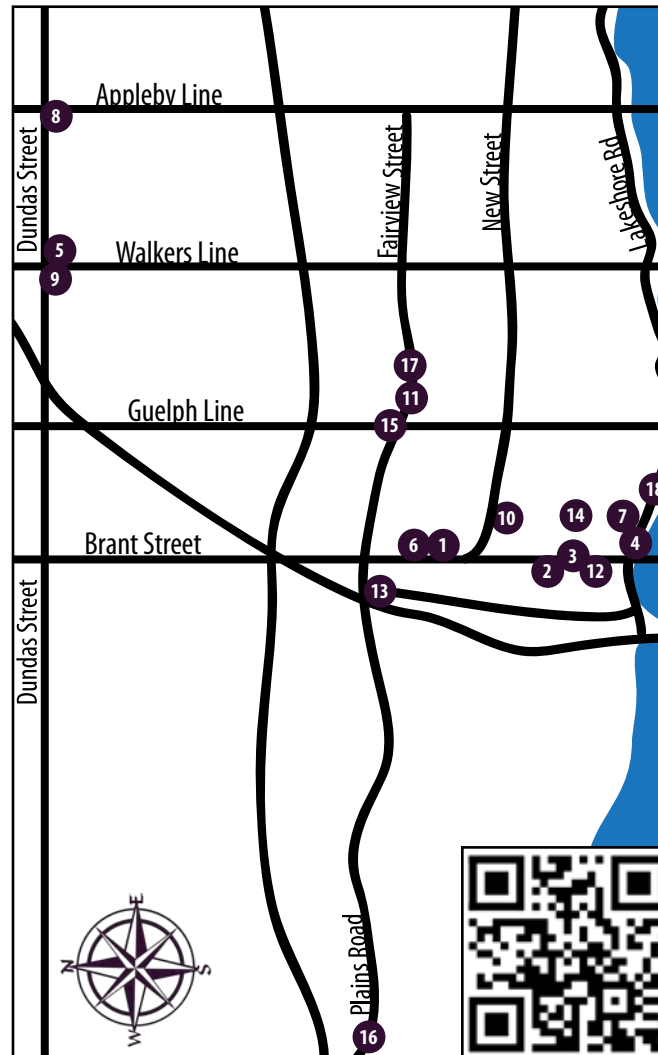 Appleby Line
8
Dundas Street
Fairview Street
New Street
Lakeshore Rd
5
Walkers Line
9
17
11
Guelph Line
15
18
10
14
7
Brant Street
6
1
4
3
2
12
13
Dundas Street
E
N
S
W
Plains Road
16